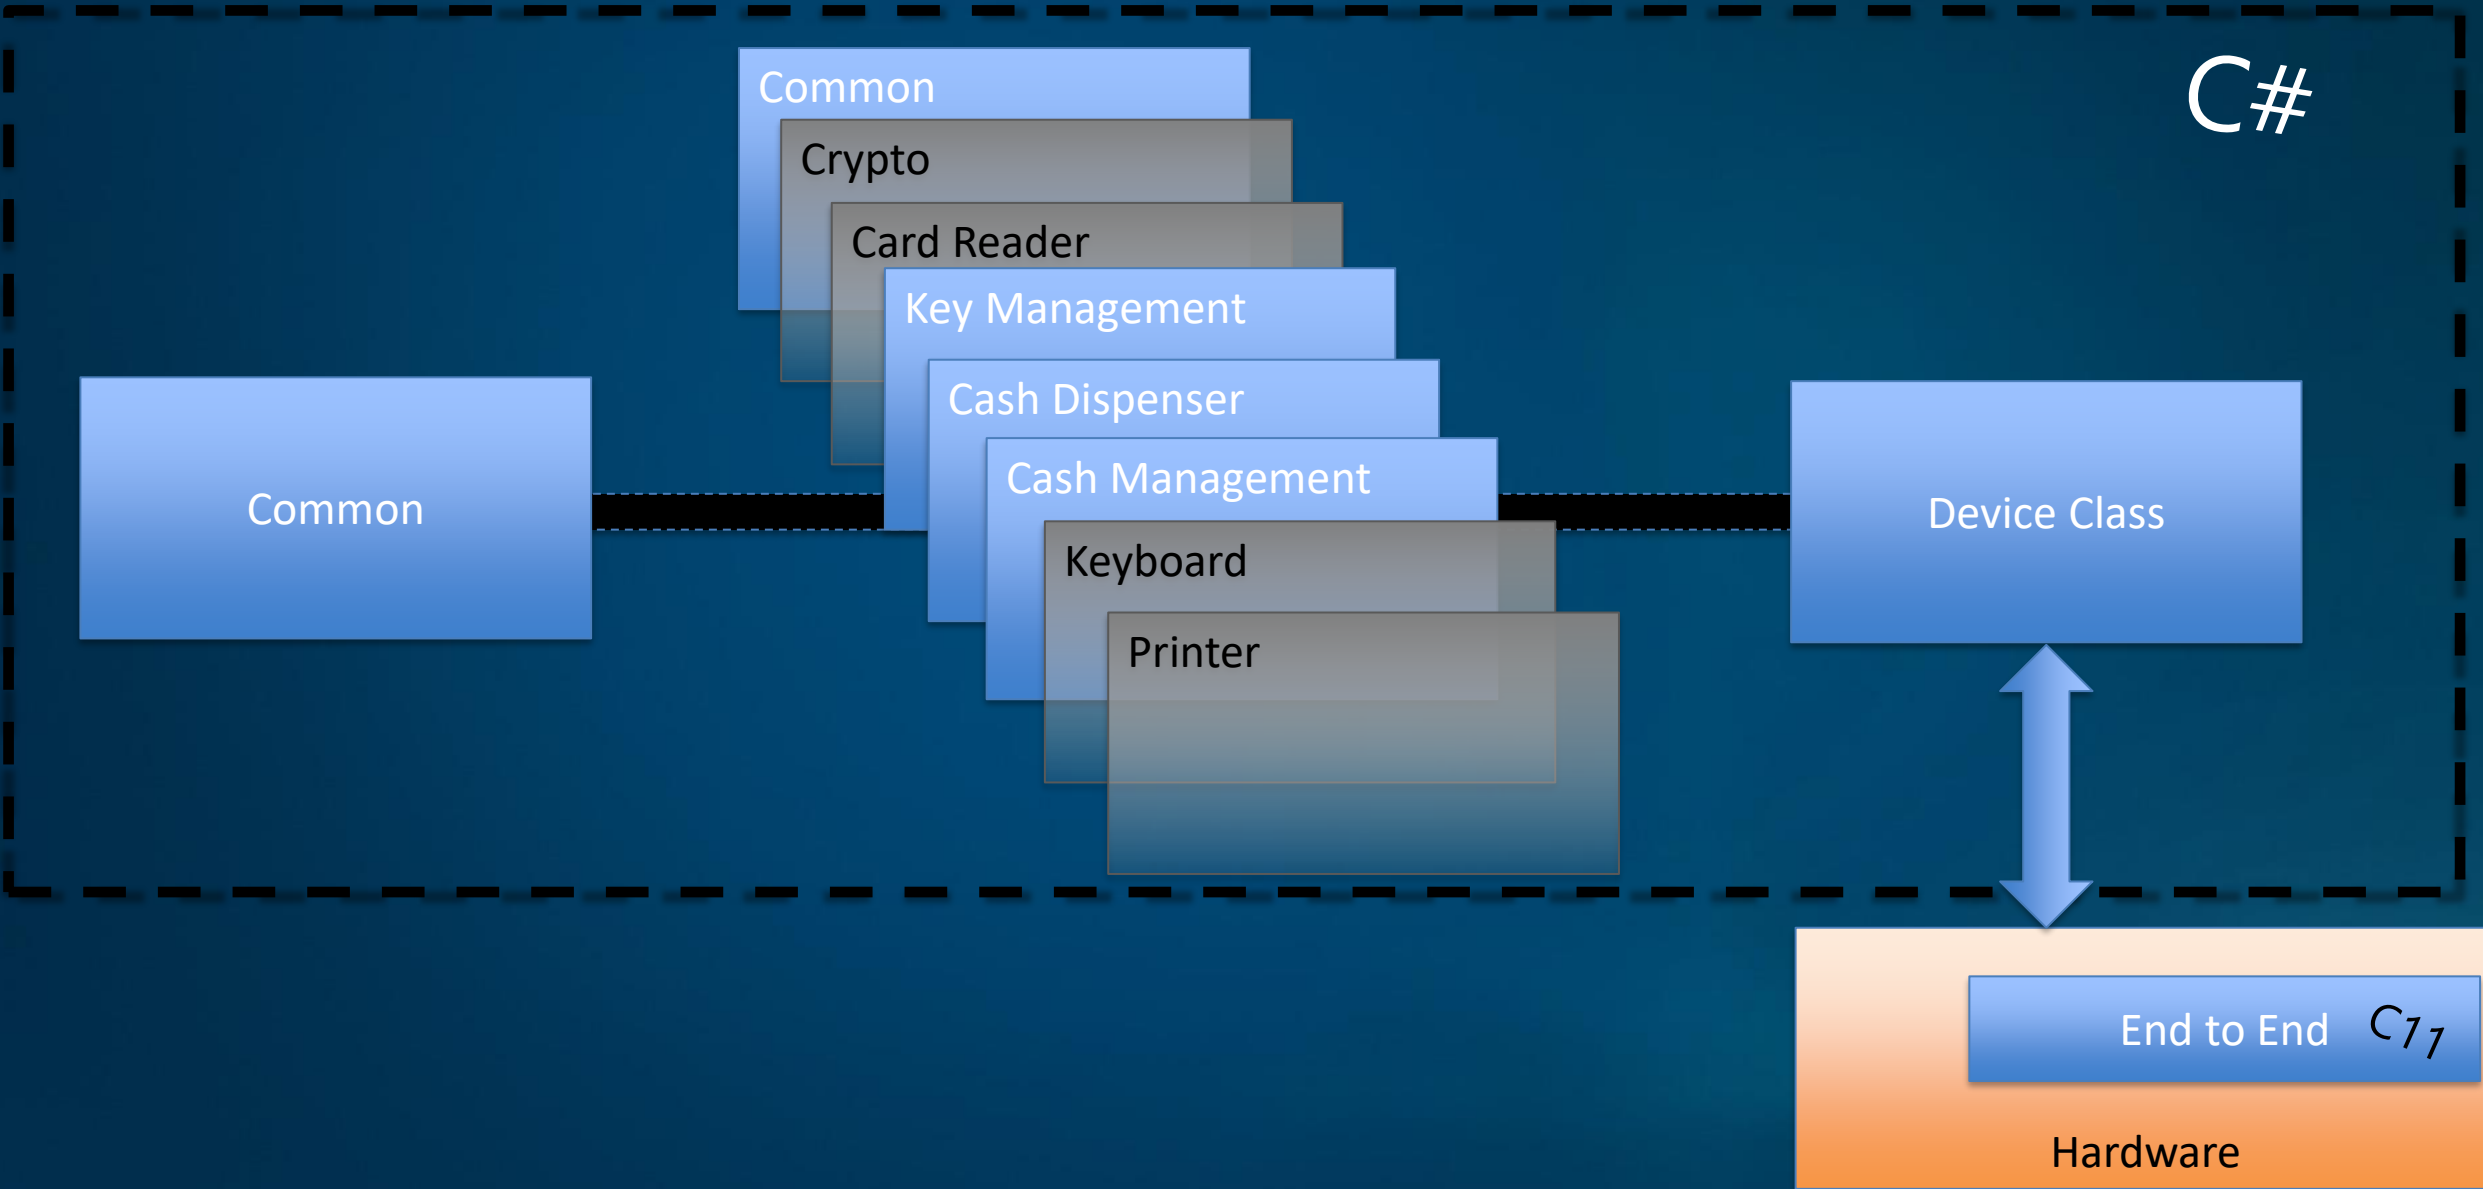 C#
Common
Crypto
Card Reader
Key Management
Cash Dispenser
Cash Management
Keyboard
Printer
Common
Device Class
End to End
C11
Hardware